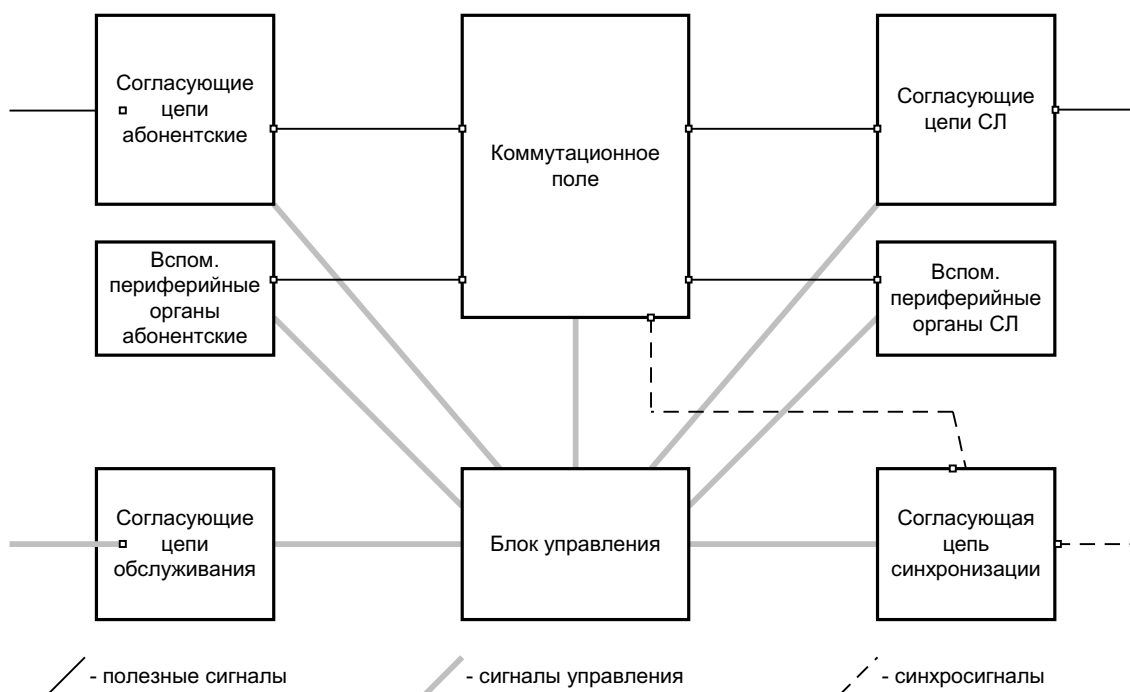 Согласующие
цепи
абонентские
Коммутационное
поле
Согласующие
цепи СЛ
Вспом.
периферийные
органы
абонентские
Вспом.
периферийные
органы СЛ
Согласующие
цепи
обслуживания
Блок управления
Согласующая
цепь
синхронизации
- полезные сигналы
- сигналы управления
- синхросигналы